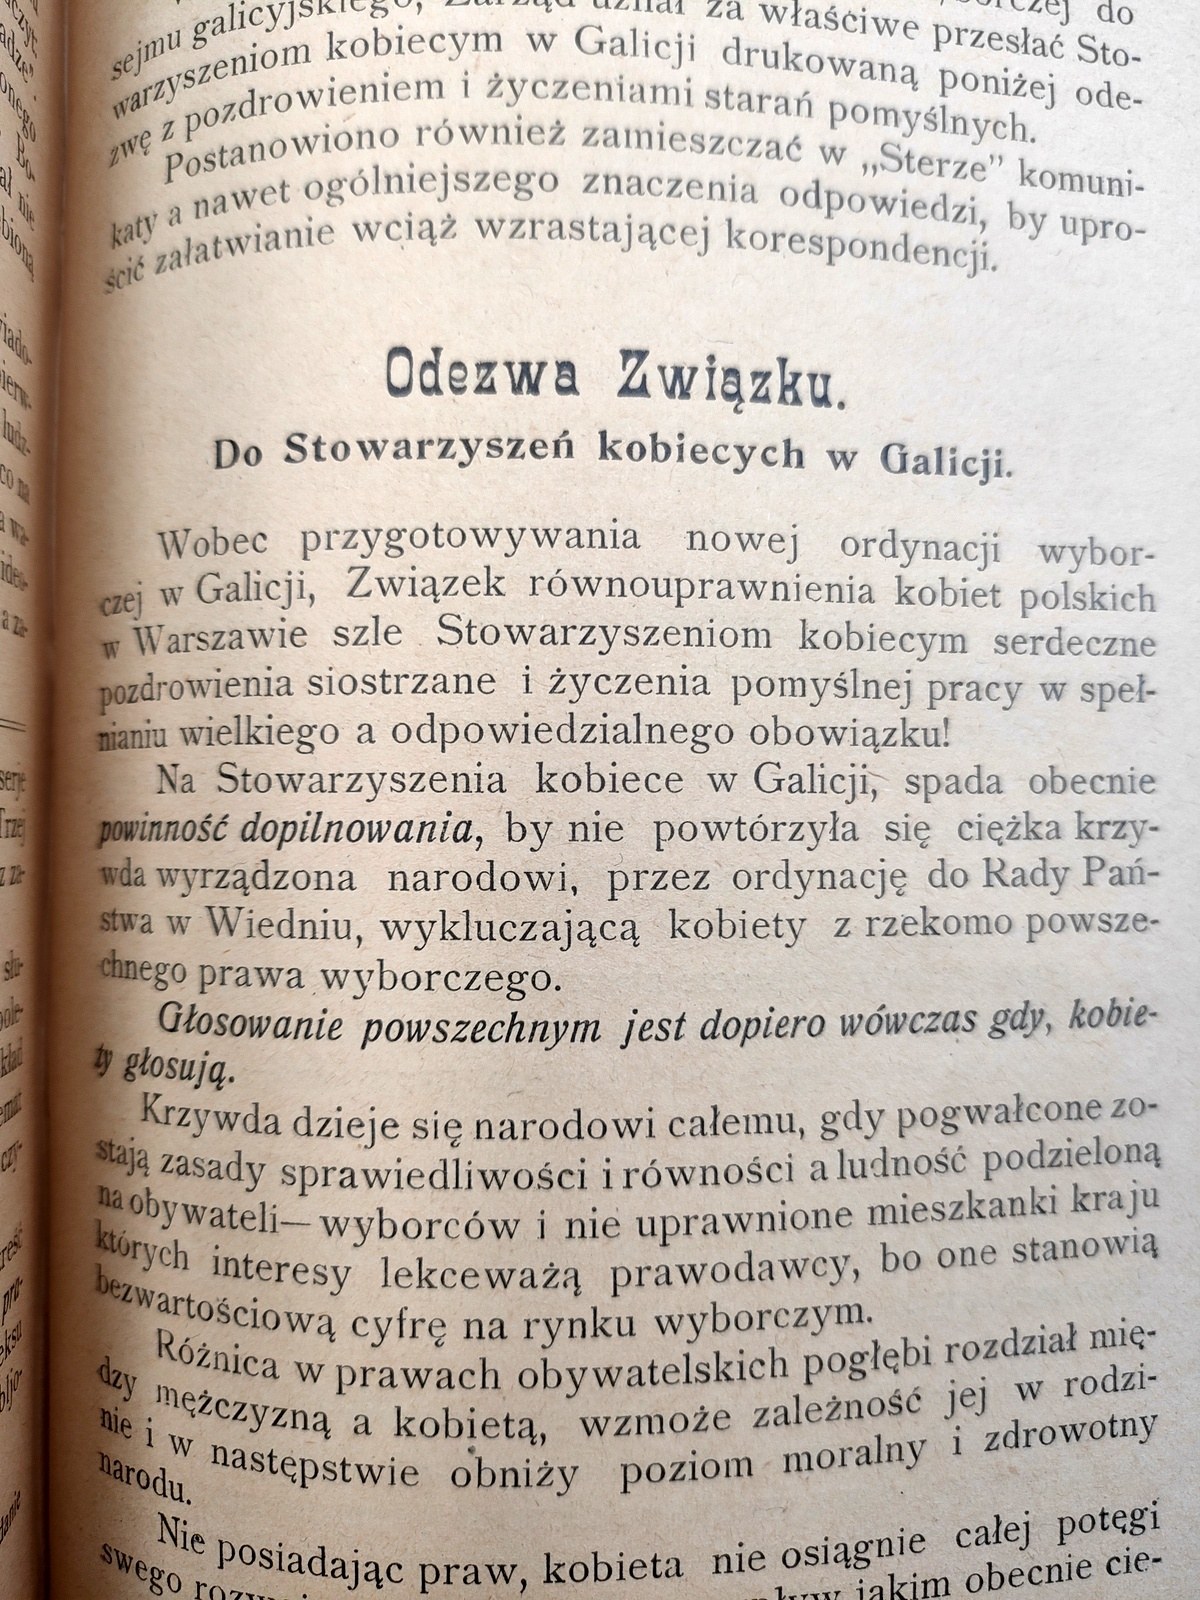 do
sejmu galicyjskiego, Zarząd uznał za właściwe przesłać Sto-
warzyszeniom kobiecym w Galicji drukowaną poniżej ode-
zwę z pozdrowieniem i życzeniami starań pomyślnych.
Postanowiono również zamieszczać w „Sterze” komuni-
katy a nawet ogólniejszego znaczenia odpowiedzi, by upro-
ścić załatwianie wciąż wzrastającej korespondencji.
Odezwa Związku.
Do Stowarzyszeń kobiecych w Galicji.
Wobec przygotowywania nowej ordynacji wybor-
czej w Galicji, Związek równouprawnienia kobiet polskich
w Warszawie szle Stowarzyszeniom kobiecym serdeczne
pozdrowienia siostrzane i życzenia pomyślnej pracy w speł-
nianiu wielkiego a odpowiedzialnego obowiązku!
Na Stowarzyszenia kobiece w Galicji, spada obecnie
powinność dopilnowania, by nie powtórzyła się ciężka krzy-
wda wyrządzona narodowi, przez ordynację do Rady Pań-
stwa w Wiedniu, wykluczającą kobiety z rzekomo powsze-
chnego prawa wyborczego.
Głosowanie powszechnym jest dopiero wówczas gdy, kobie-
ty głosują.
Krzywda dzieje się narodowi całemu, gdy pogwałcone zo-
stają zasady sprawiedliwości i równości a ludność podzieloną
na obywateli—wyborców i nie uprawnione mieszkanki kraju
których interesy lekceważą prawodawcy, bo one stanowią
bezwartościową cyfrę na rynku wyborczym.
Różnica w prawach obywatelskich pogłębi rozdział mię-
dzy mężczyzną a kobietą, wzmoże zależność jej w rodzi-
nie i w następstwie obniży poziom moralny i zdrowotny
narodu.
Nie posiadając praw, kobieta nie osiągnie całej potęgi
swego jakim obecnie cie-